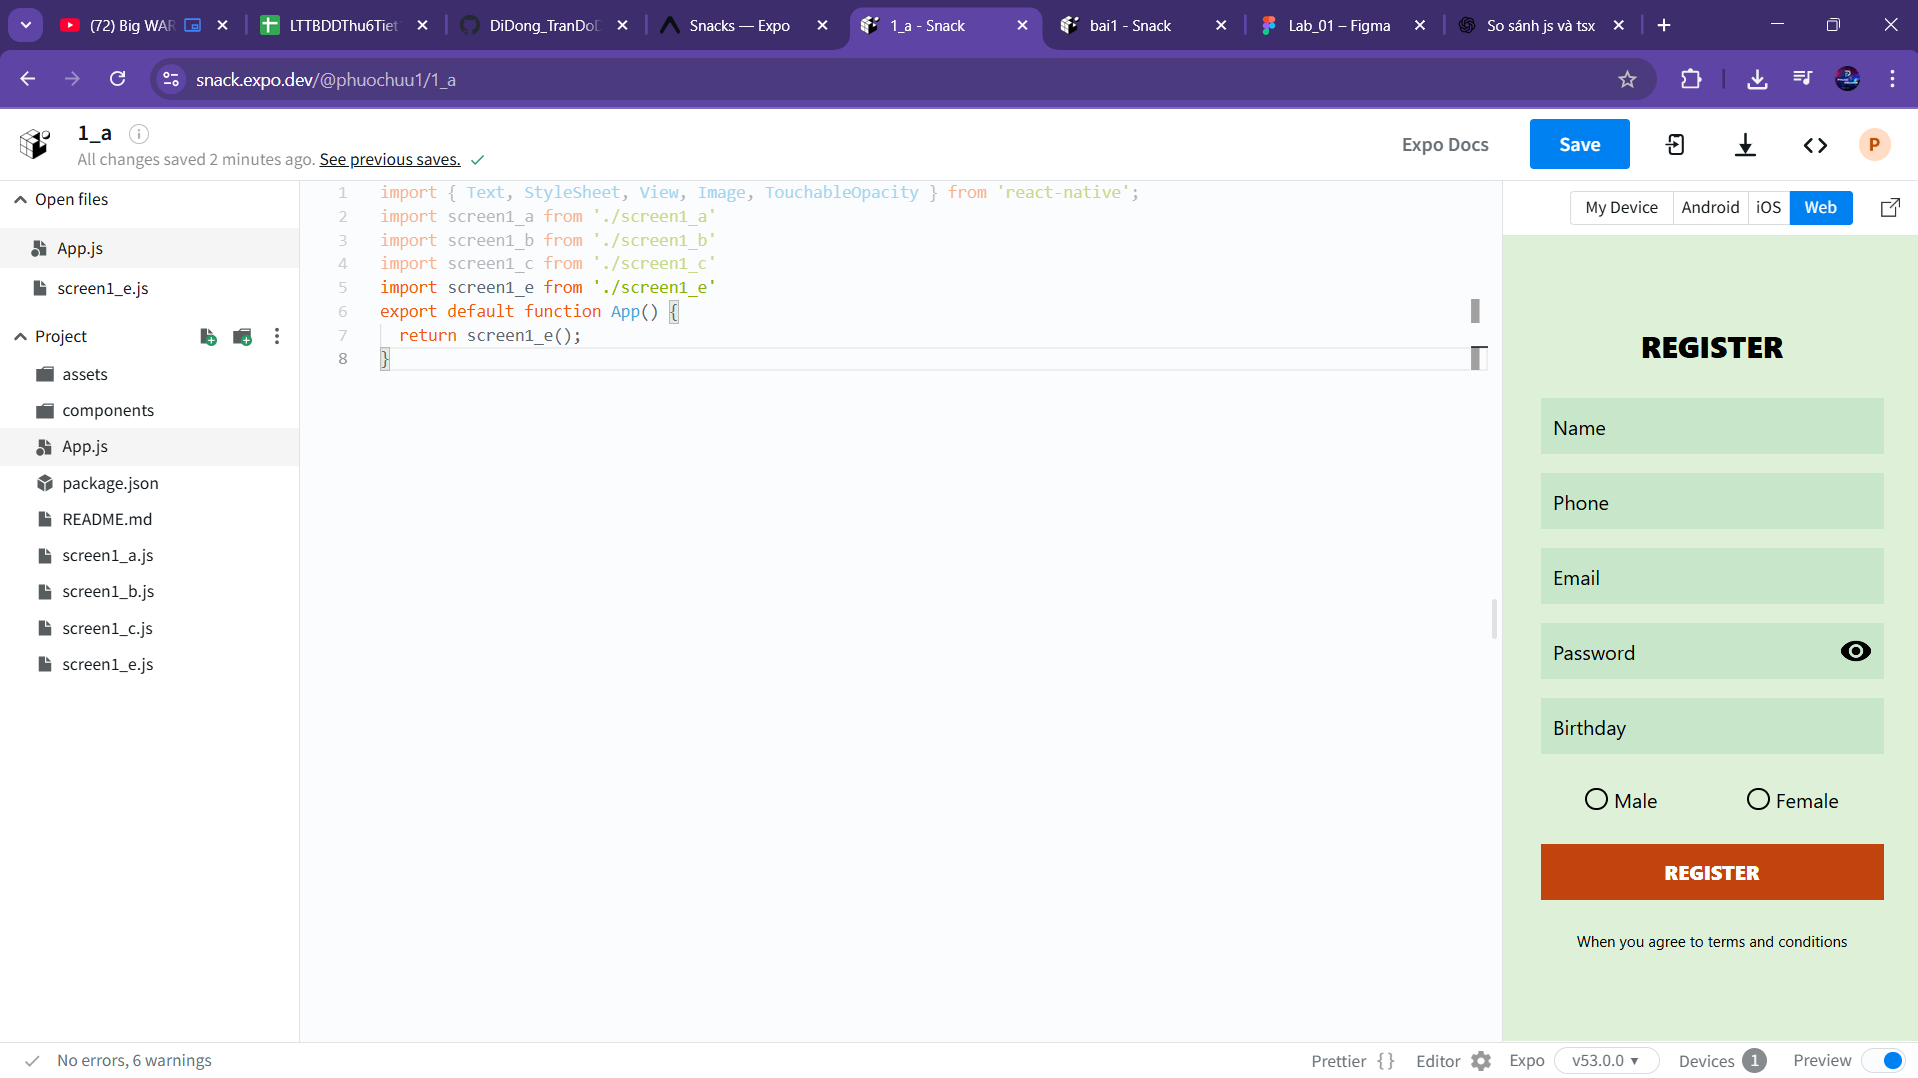 (72) Big WAR
LTTBDDThu6Tiet
DiDong_TranDoD
Snacks — Expo
1_a - Snack
bai1 - Snack
Lab_01 – Figma
So sánh js và tsx
snack.expo.dev/@phuochuu1/1_a
1_a
All changes saved 2 minutes ago. See previous saves.
Expo Docs
Save
P
Open files
App.js
screen1_e.js
Project
assets
components
App.js
package.json
README.md
screen1_a.js
screen1_b.js
screen1_c.js
screen1_e.js
1 import { Text, StyleSheet, View, Image, TouchableOpacity } from 'react-native';
2 import screen1_a from './screen1_a'
3 import screen1_b from './screen1_b'
4 import screen1_c from './screen1_c'
5 import screen1_e from './screen1_e'
6 export default function App() {
7 return screen1_e();
8 }
My Device
Android
iOS
Web
REGISTER
Name
Phone
Email
Password
Birthday
Male
Female
REGISTER
When you agree to terms and conditions
No errors, 6 warnings
Prettier {}
Editor
Expo
v53.0.0
Devices 1
Preview